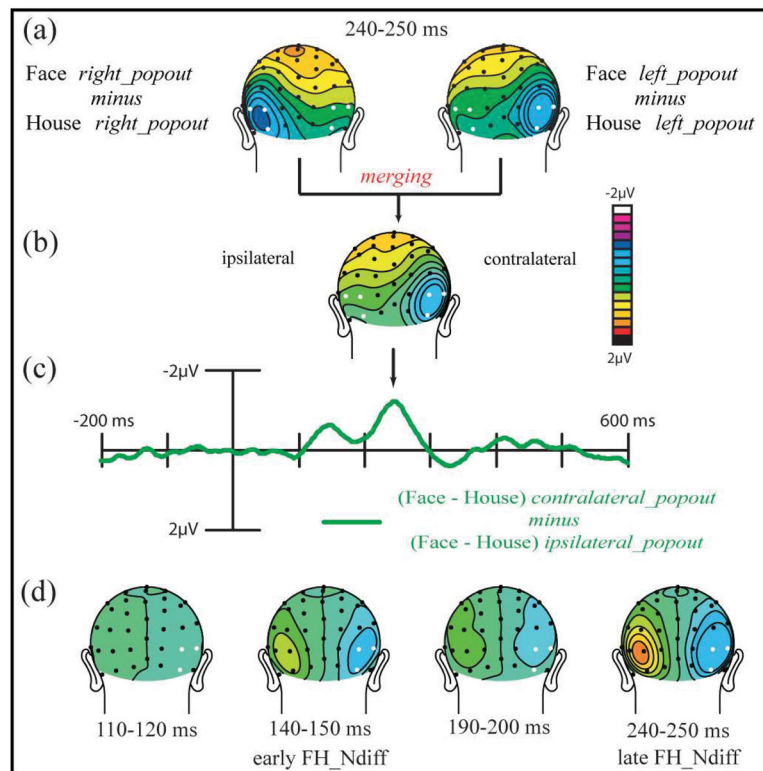 (a)
240-250 ms
Face right_popout
minus
House right_popout
Face left_popout
minus
House left_popout
merging
(b)
ipsilateral
contralateral
-2µV
2µV
(c)
-2µV
-200 ms
600 ms
2µV
(Face - House) contralateral_popout
minus
(Face - House) ipsilateral_popout
(d)
110-120 ms
140-150 ms
early FH_Ndiff
190-200 ms
240-250 ms
late FH_Ndiff